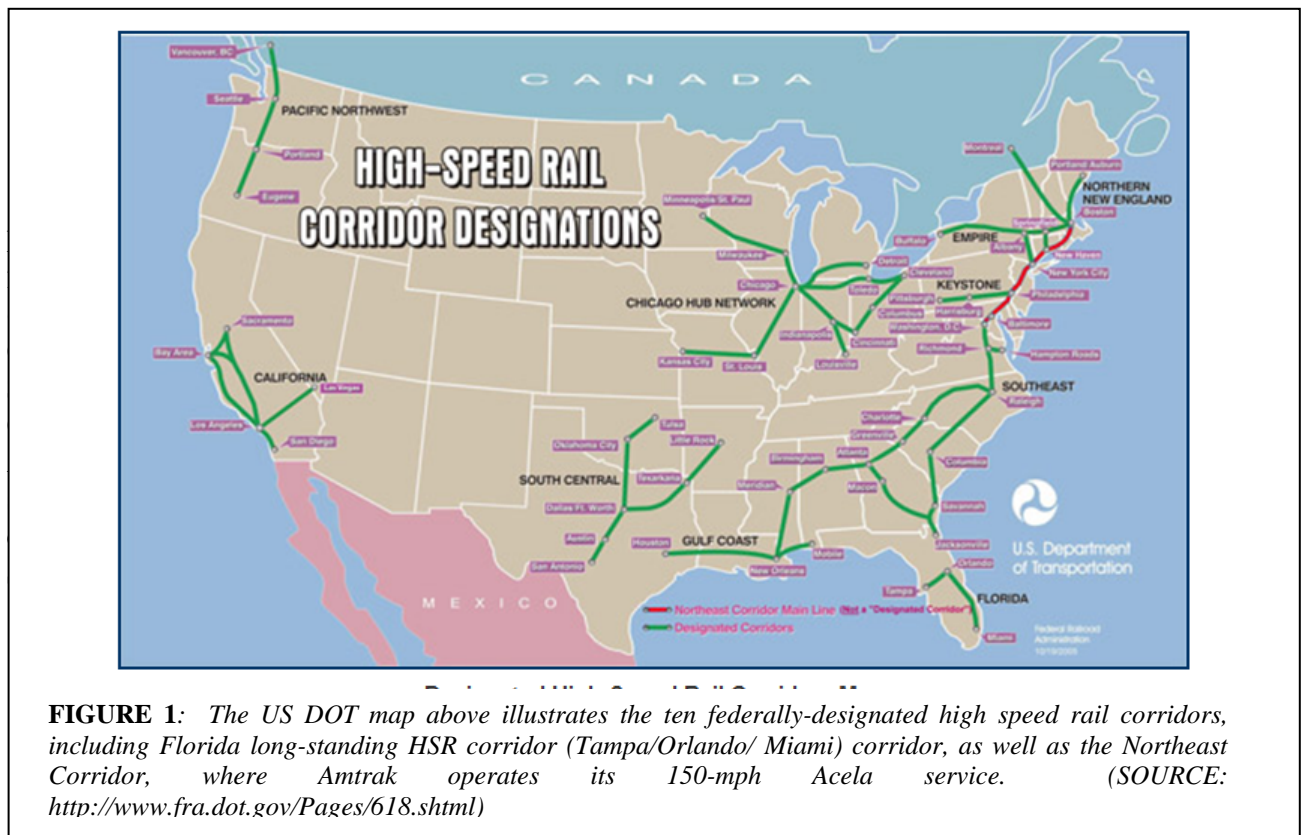 Vancouver, BC
CANADA
Seattle
PACIFIC NORTHWEST
Portland
Eugene
HIGH-SPEED RAIL
CORRIDOR DESIGNATIONS
Montreal
Portland Auburn
NORTHERN
NEW ENGLAND
Boston
Minneapolis St. Paul
Buffalo
EMPIRE
Albany
New Haven
Milwaukee
Detroit
Cleveland
New York City
Chicago
Toledo
KEYSTONE
Pittsburgh
Philadelphia
CHICAGO HUB NETWORK
Columbus
Harrisburg
Indianapolis
Washington, D.C.
Baltimore
Cincinnati
Richmond
Hampton Roads
Sacramento
Bay Area
Kansas City
St. Louis
Louisville
CALIFORNIA
Las Vegas
SOUTHEAST
Raleigh
Los Angeles
San Diego
Tulsa
Charlotte
Oklahoma City
Little Rock
Greenville
Birmingham
Atlanta
Columbia
SOUTH CENTRAL
Texarkana
Meridian
Macon
Dallas Ft. Worth
Savannah
Austin
Houston
GULF COAST
Mobile
Jacksonville
San Antonio
New Orleans
Orlando
U.S. Department
of Transportation
Tampa
FLORIDA
MEXICO
Northeast Corridor Main Line (Not a "Designated Corridor")
Designated Corridors
Miami
Federal Railroad
Administration
FIGURE 1: The US DOT map above illustrates the ten federally-designated high speed rail corridors,
including Florida long-standing HSR corridor (Tampa/Orlando/ Miami) corridor, as well as the Northeast
Corridor, where Amtrak operates its 150-mph Acela service. (SOURCE:
http://www.fra.dot.gov/Pages/618.shtml)